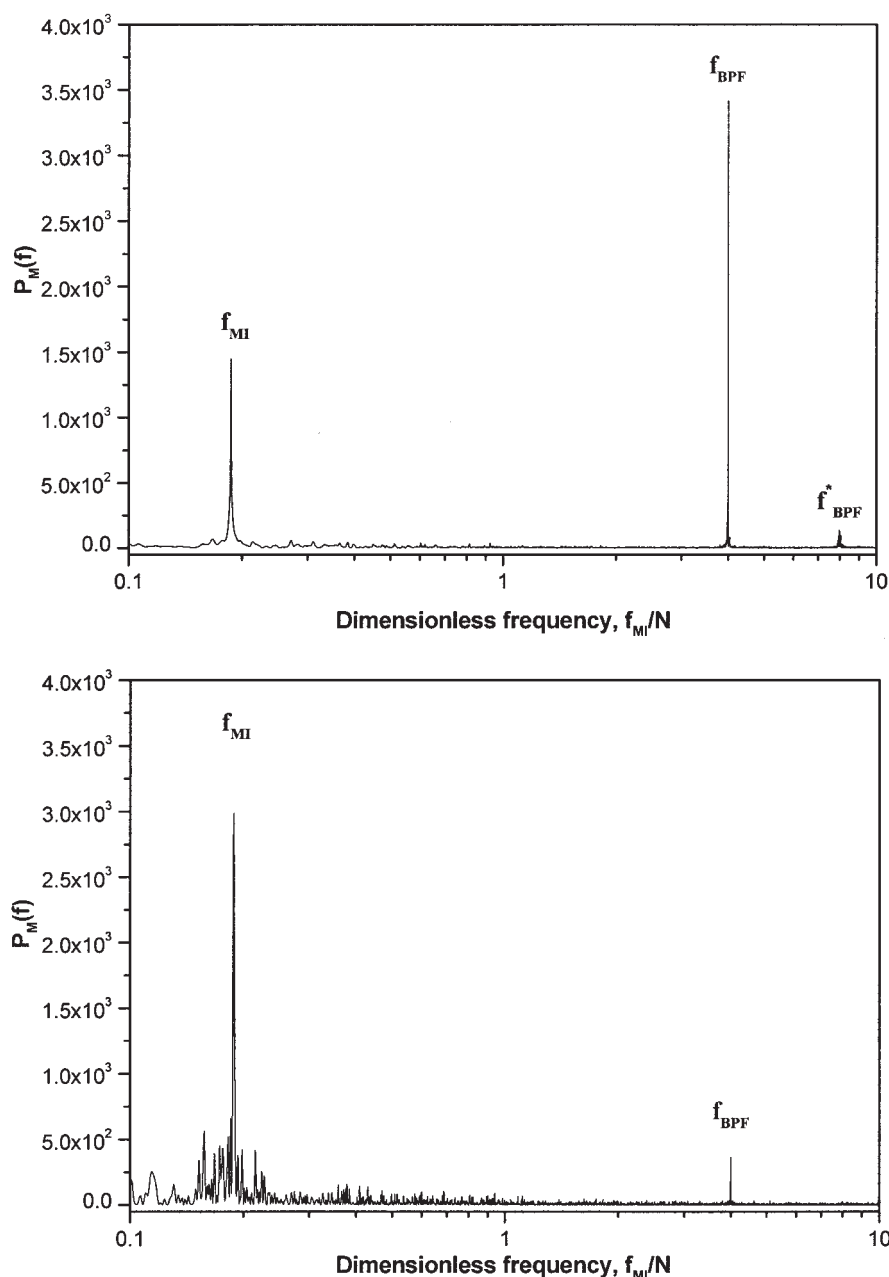 4.0x10³
3.5x10³
3.0x10³
2.5x10³
2.0x10³
1.5x10³
1.0x10³
5.0x10²
0.0
P_M(f)
f_MI
f_BPF
f*_BPF
0.1 1 10
Dimensionless frequency, f_MI/N
4.0x10³
3.5x10³
3.0x10³
2.5x10³
2.0x10³
1.5x10³
1.0x10³
5.0x10²
0.0
P_M(f)
f_MI
f_BPF
0.1 1 10
Dimensionless frequency, f_MI/N